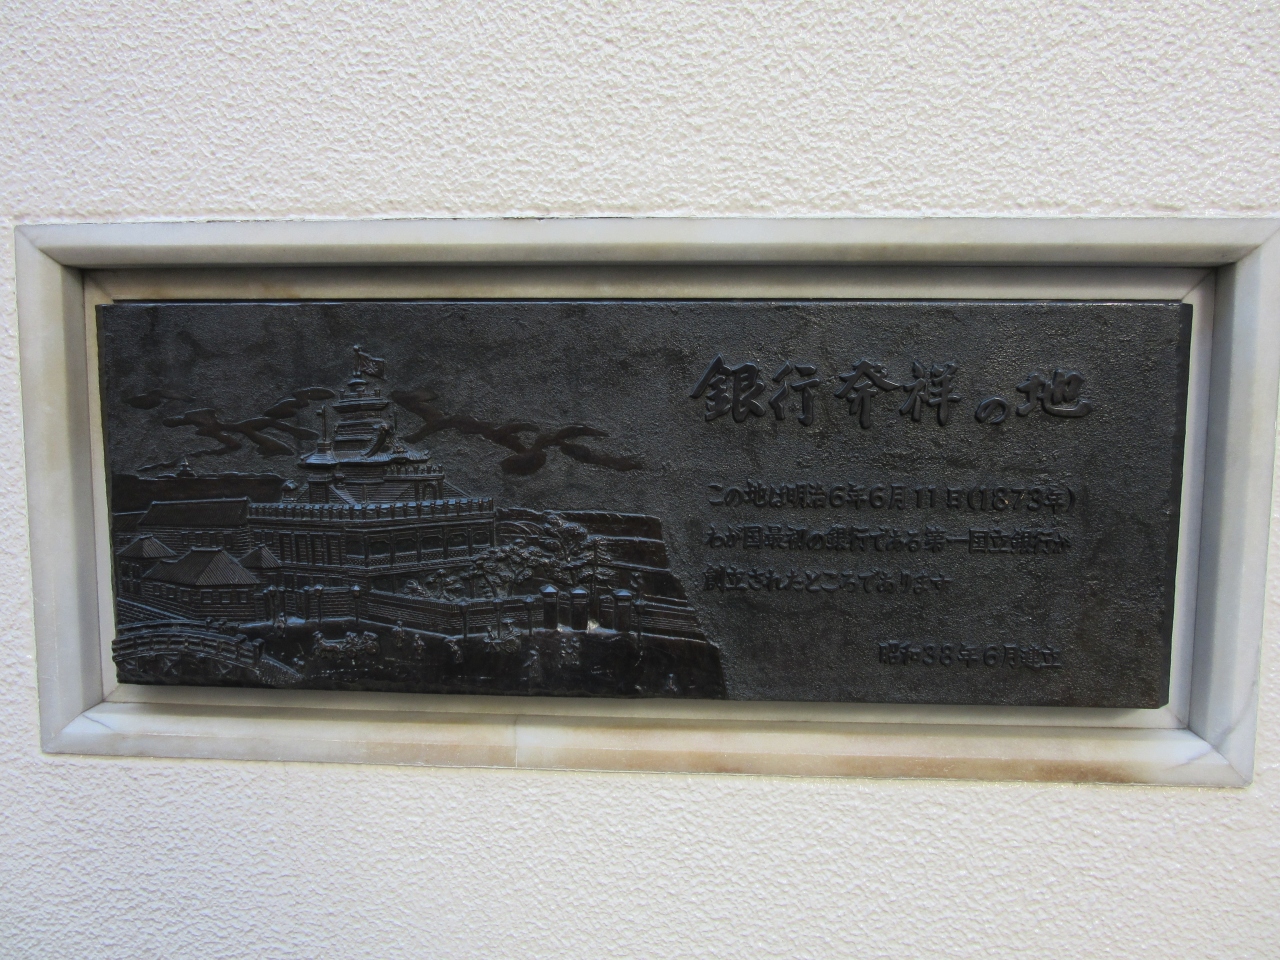 銀行発祥の地
この地は明治6年6月11日(1873年)
わが国最初の銀行である第一国立銀行が
創立されたところであります
昭和38年6月建立